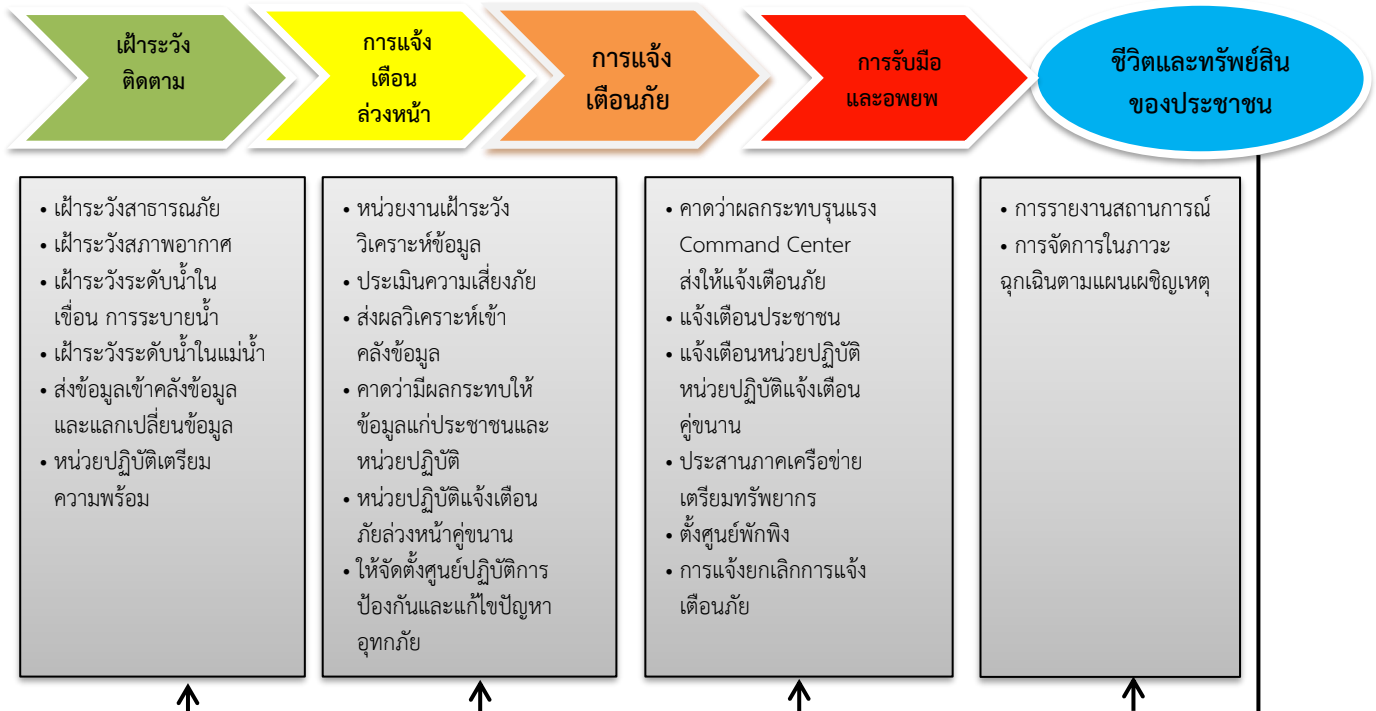 เฝ้าระวัง
ติดตาม
การแจ้ง
เตือน
ล่วงหน้า
การแจ้ง
เตือนภัย
การรับมือ
และอพยพ
ชีวิตและทรัพย์สิน
ของประชาชน
• เฝ้าระวังสาธารณภัย
• เฝ้าระวังสภาพอากาศ
• เฝ้าระวังระดับน้ำใน
เขื่อน การระบายน้ำ
• เฝ้าระวังระดับน้ำในแม่น้ำ
• ส่งข้อมูลเข้าคลังข้อมูล
และแลกเปลี่ยนข้อมูล
• หน่วยปฏิบัติเตรียม
ความพร้อม
• หน่วยงานเฝ้าระวัง
วิเคราะห์ข้อมูล
• ประเมินความเสี่ยงภัย
• ส่งผลวิเคราะห์เข้า
คลังข้อมูล
• คาดว่ามีผลกระทบให้
ข้อมูลแก่ประชาชนและ
หน่วยปฏิบัติ
• หน่วยปฏิบัติแจ้งเตือน
ภัยล่วงหน้าคู่ขนาน
• ให้จัดตั้งศูนย์ปฏิบัติการ
ป้องกันและแก้ไขปัญหา
อุทกภัย
• คาดว่าผลกระทบรุนแรง
Command Center
ส่งให้แจ้งเตือนภัย
• แจ้งเตือนประชาชน
• แจ้งเตือนหน่วยปฏิบัติ
หน่วยปฏิบัติแจ้งเตือน
คู่ขนาน
• ประสานภาคเครือข่าย
เตรียมทรัพยากร
• ตั้งศูนย์พักพิง
• การแจ้งยกเลิกการแจ้ง
เตือนภัย
• การรายงานสถานการณ์
• การจัดการในภาวะ
ฉุกเฉินตามแผนเผชิญเหตุ